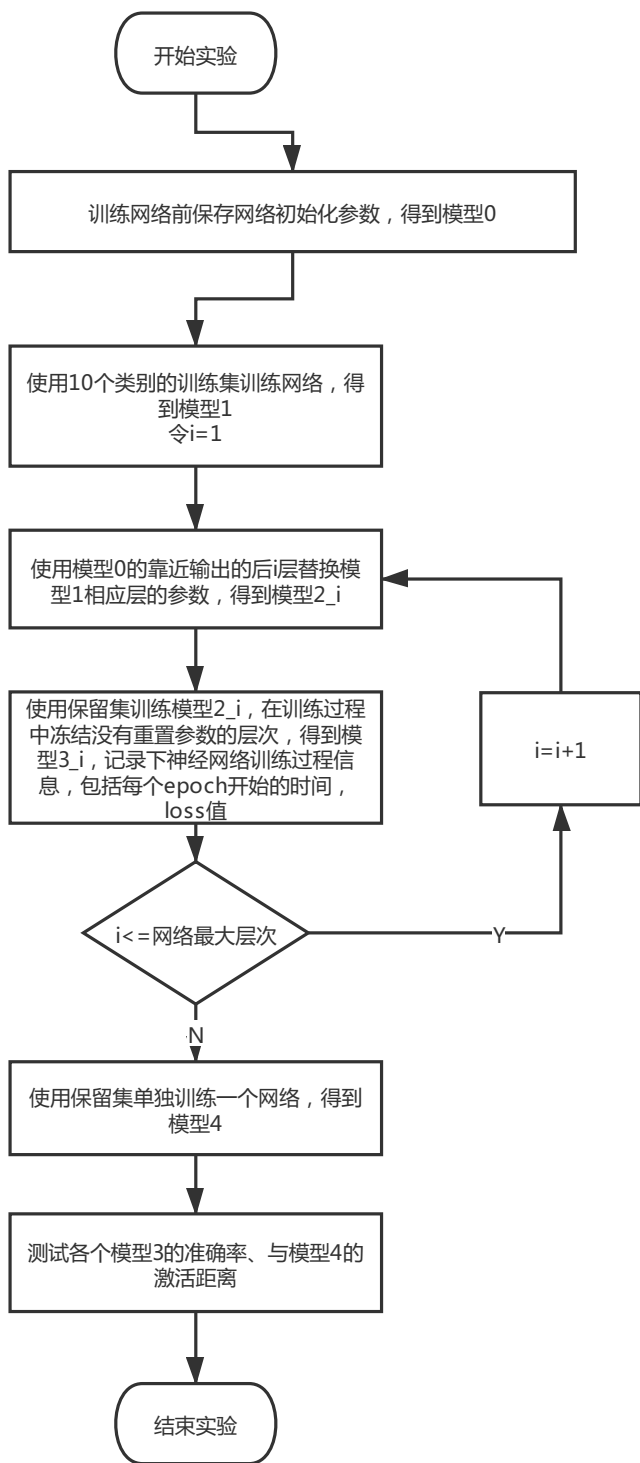 开始实验
训练网络前保存网络初始化参数，得到模型0
使用10个类别的训练集训练网络，得
到模型1
令i=1
使用模型0的靠近输出的后i层替换模
型1相应层的参数，得到模型2_i
使用保留集训练模型2_i，在训练过程
中冻结没有重置参数的层次，得到模
型3_i，记录下神经网络训练过程信
息，包括每个epoch开始的时间，
loss值
i=i+1
i<=网络最大层次
Y
N
使用保留集单独训练一个网络，得到
模型4
测试各个模型3的准确率、与模型4的
激活距离
结束实验